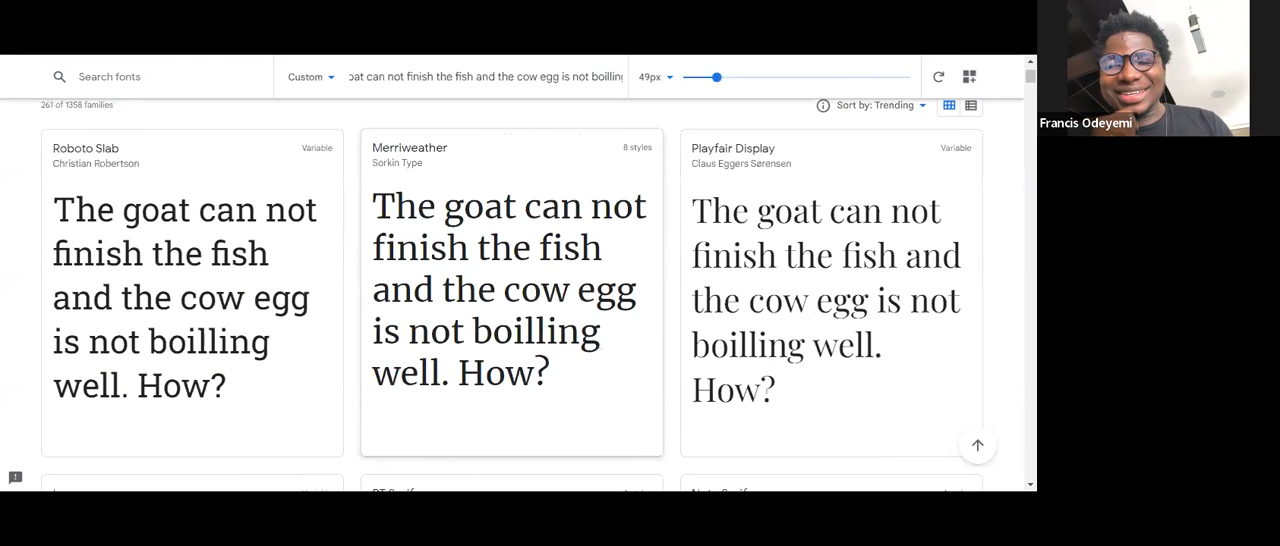 Search fonts
Custom
oat can not finish the fish and the cow egg is not boilling
49px
261 of 1358 families
Sort by: Trending
Roboto Slab
Variable
Christian Robertson
The goat can not
finish the fish
and the cow egg
is not boilling
well. How?
Merriweather
8 styles
Sorkin Type
The goat can not
finish the fish
and the cow egg
is not boilling
well. How?
Playfair Display
Variable
Claus Eggers Sørensen
The goat can not
finish the fish and
the cow egg is not
boilling well.
How?
Francis Odeyemi